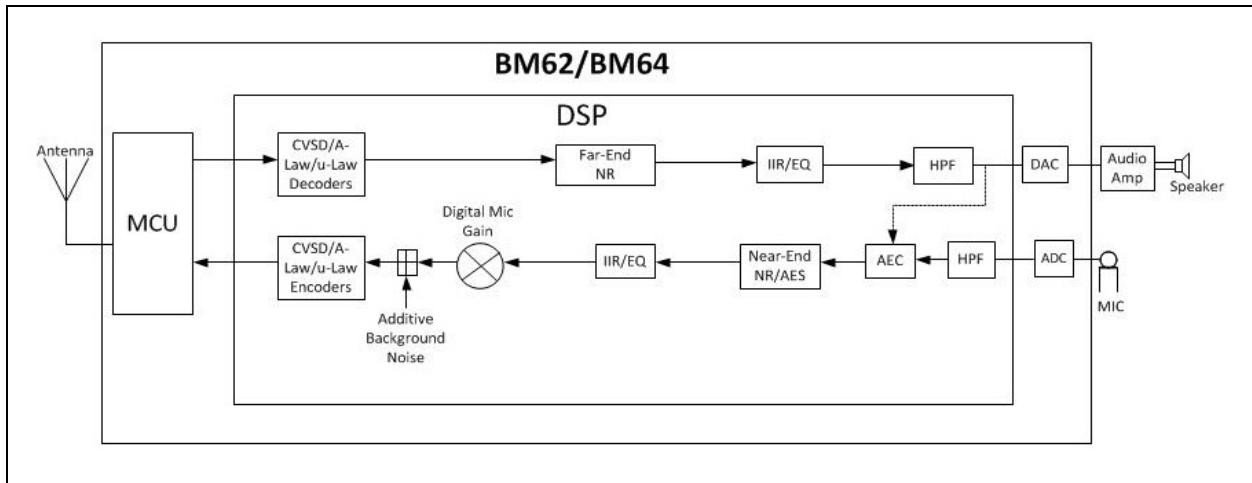 BM62/BM64
DSP
Antenna
MCU
CVSD/A-
Law/u-Law
Decoders
Far-End
NR
IIR/EQ
HPF
DAC
Audio
Amp
Speaker
CVSD/A-
Law/u-Law
Encoders
Additive
Background
Noise
Digital Mic
Gain
IIR/EQ
Near-End
NR/AES
AEC
HPF
ADC
MIC